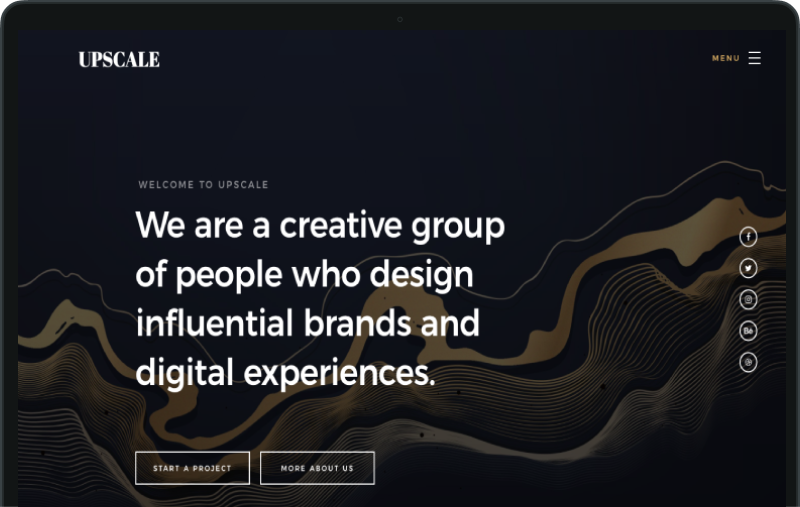 UPSCALE
MENU
WELCOME TO UPSCALE
We are a creative group
of people who design
influential brands and
digital experiences.
START A PROJECT
MORE ABOUT US